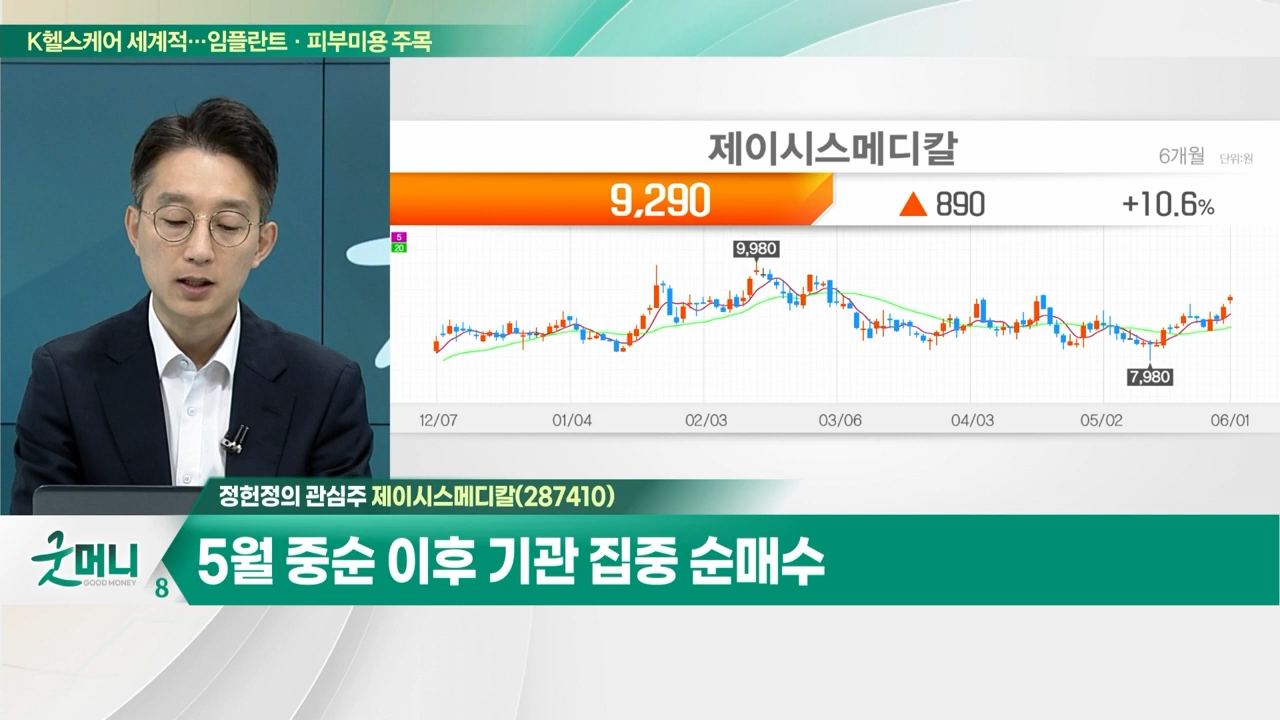 K헬스케어 세계적…임플란트 · 피부미용 주목
제이시스메디칼
6개월 단위:원
9,290 ▲ 890 +10.6%
5
20
9,980
7,980
12/07 01/04 02/03 03/06 04/03 05/02 06/01
정헌정의 관심주 제이시스메디칼(287410)
굿머니
GOOD MONEY
8
5월 중순 이후 기관 집중 순매수